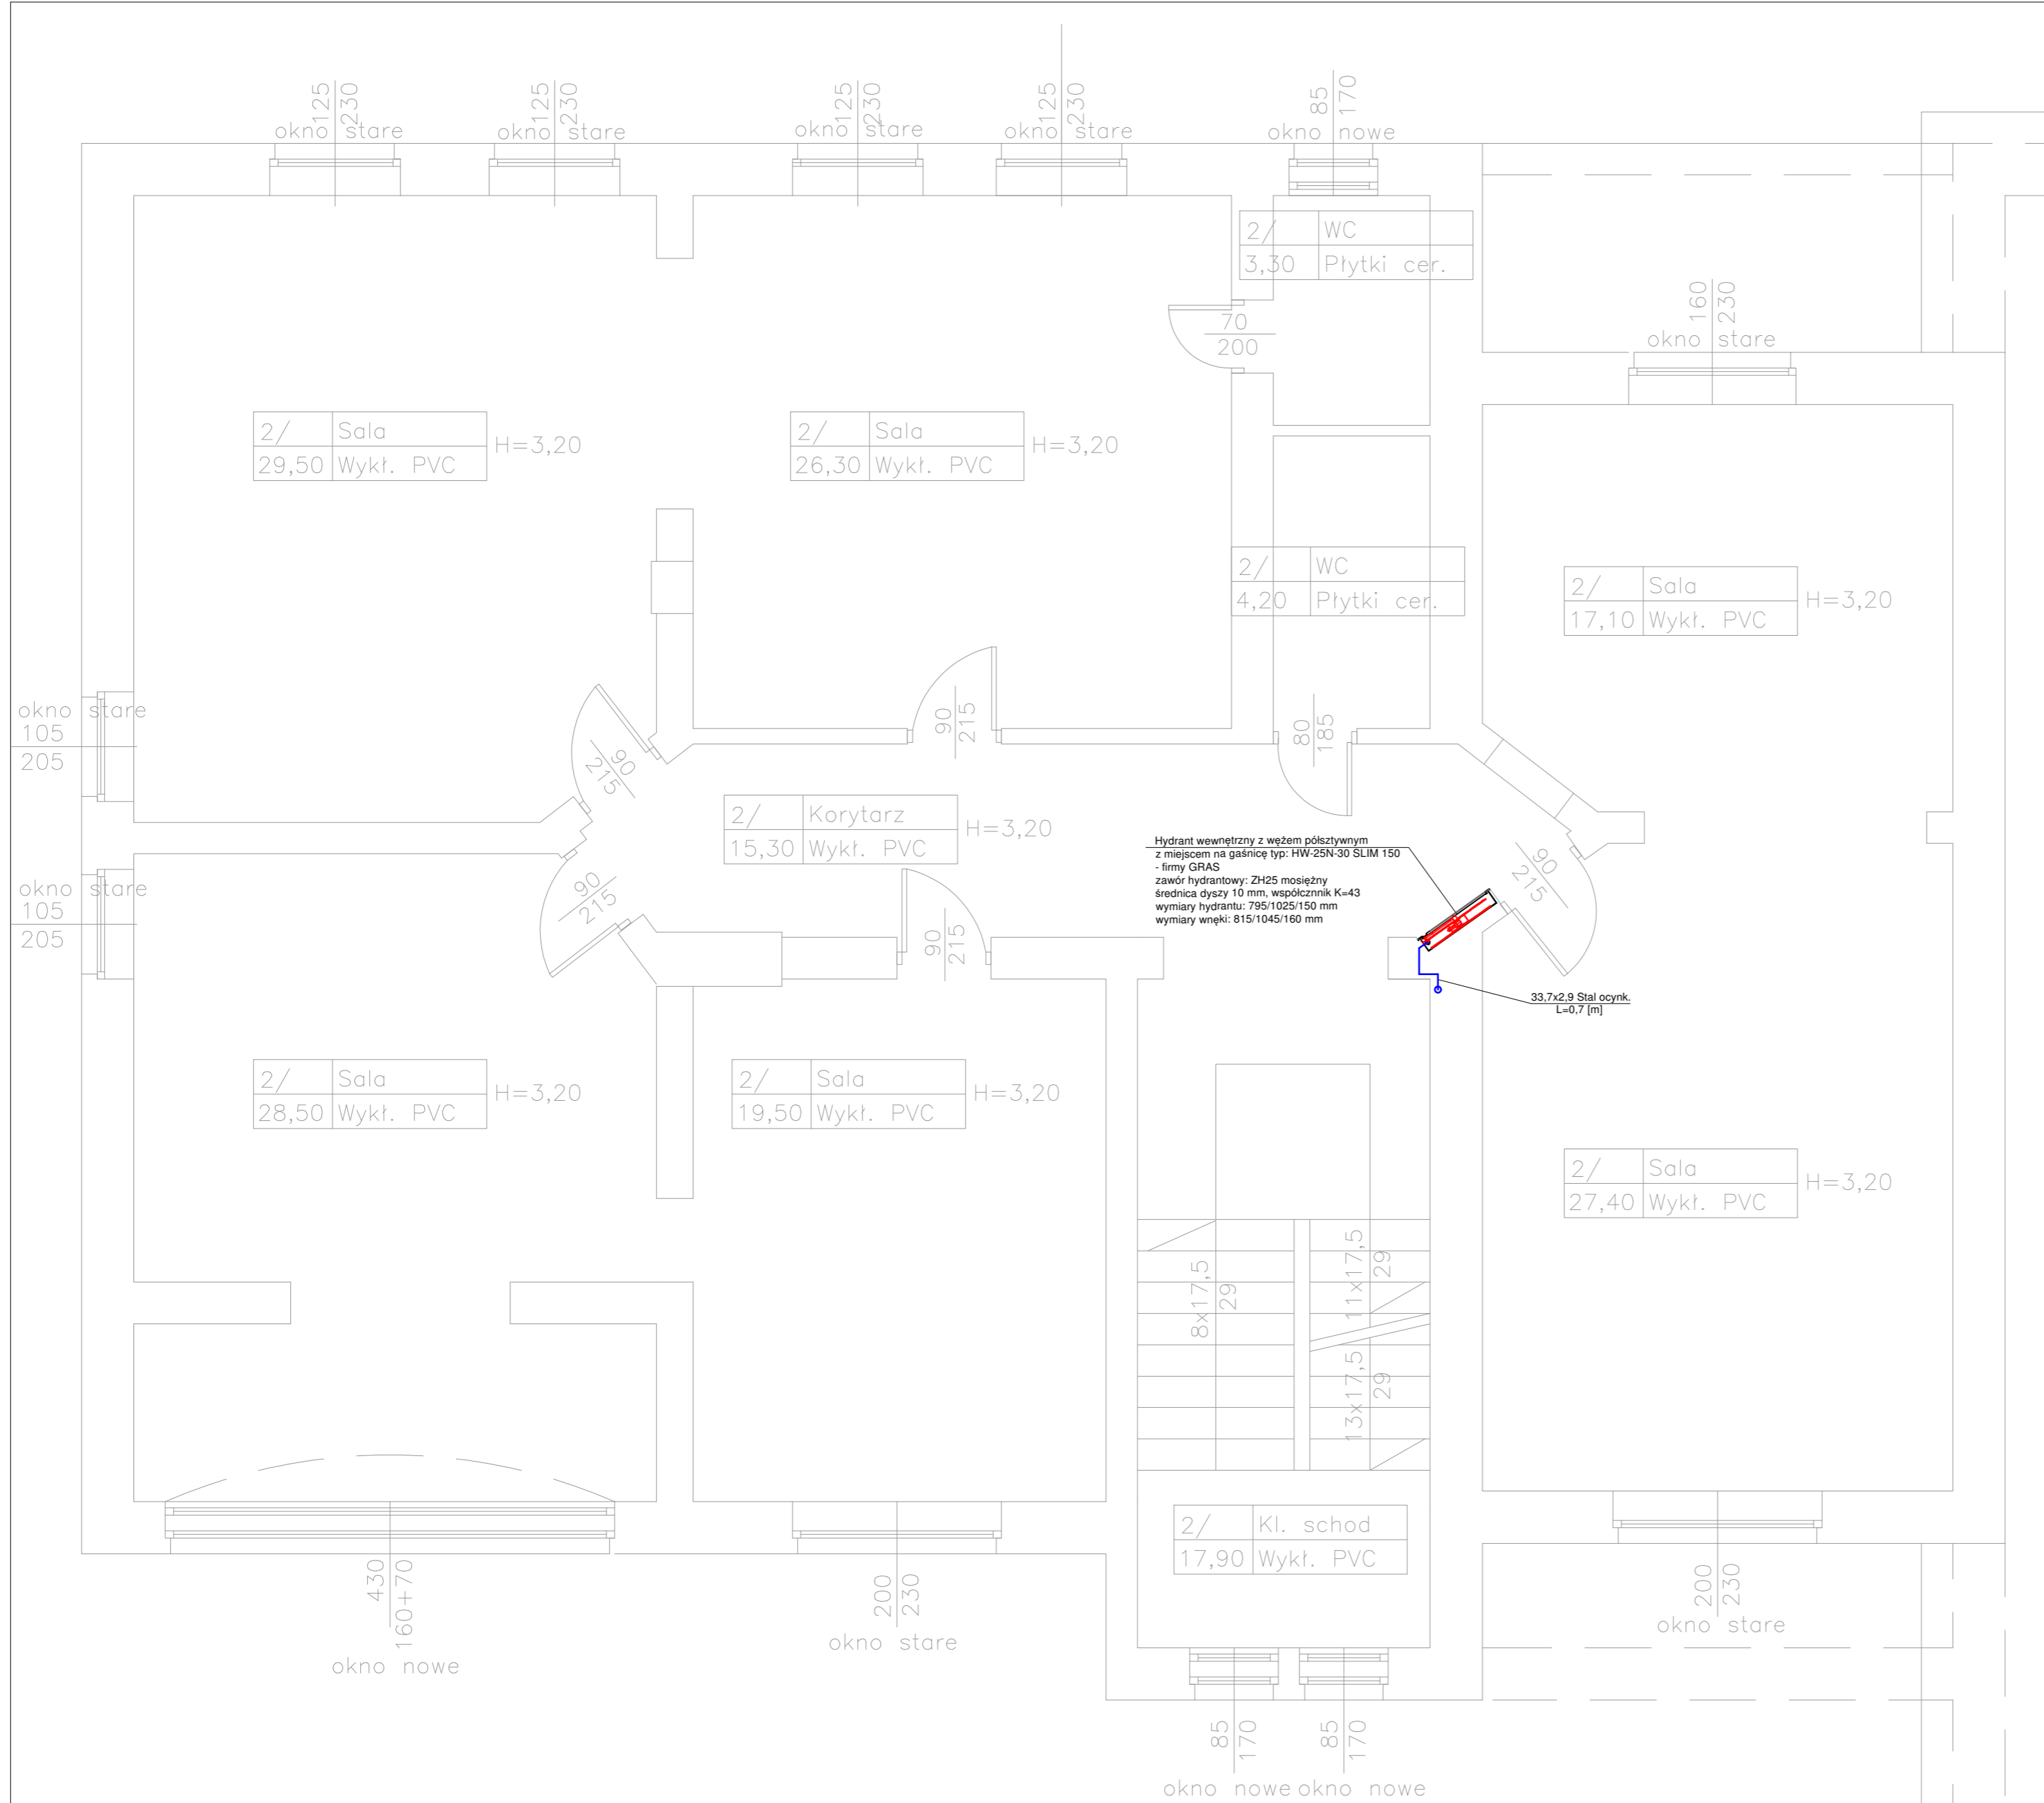 125
230
okno stare
125
230
okno stare
125
230
okno stare
125
230
okno stare
85
170
okno nowe
2/ WC
3,30 Płytki cer.
70
200
160
230
okno stare
2/ Sala
29,50 Wykł. PVC
H=3,20
2/ Sala
26,30 Wykł. PVC
H=3,20
2/ WC
4,20 Płytki cer.
2/ Sala
17,10 Wykł. PVC
H=3,20
okno stare
105
205
90
215
90
215
80
185
2/ Korytarz
15,30 Wykł. PVC
H=3,20
Hydrant wewnętrzny z wężem półsztywnym
z miejscem na gaśnicę typ: HW-25N-30 SLIM 150
- firmy GRAS
zawór hydrantowy: ZH25 mosiężny
średnica dyszy 10 mm, współcznnik K=43
wymiary hydrantu: 795/1025/150 mm
wymiary wnęki: 815/1045/160 mm
90
215
okno stare
105
205
90
215
90
215
33,7x2,9 Stal ocynk.
L=0,7 [m]
2/ Sala
28,50 Wykł. PVC
H=3,20
2/ Sala
19,50 Wykł. PVC
H=3,20
2/ Sala
27,40 Wykł. PVC
H=3,20
8x17,5
29
11x17,5
29
13x17,5
29
2/ Kl. schod
17,90 Wykł. PVC
430
160+70
okno nowe
200
230
okno stare
200
230
okno stare
85
170
okno nowe
85
170
okno nowe